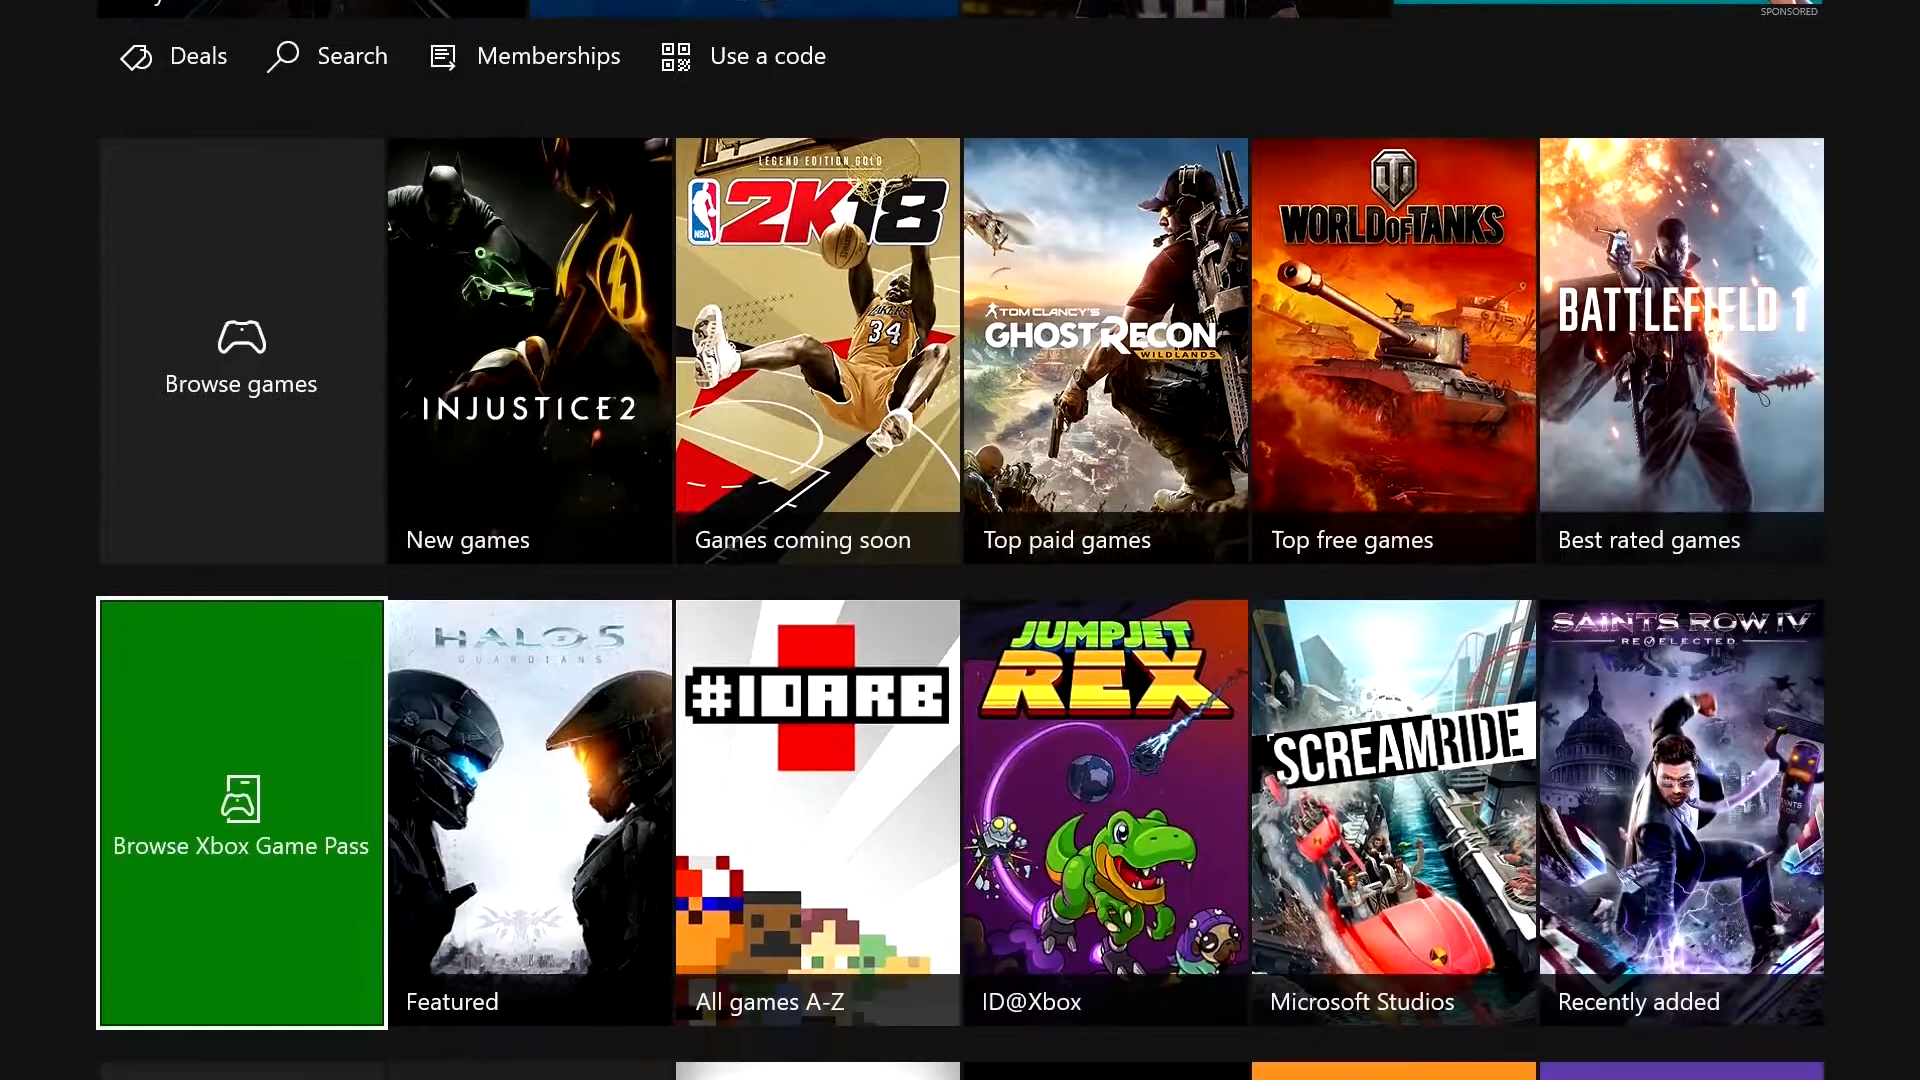 SPONSORED
Deals
Search
Memberships
Use a code
Browse games
INJUSTICE 2
New games
LEGEND EDITION GOLD
NBA
2K18
LAKERS
34
Games coming soon
TOM CLANCY'S
GHOST RECON
WILDLANDS
Top paid games
WORLD OF TANKS
Top free games
BATTLEFIELD 1
Best rated games
Browse Xbox Game Pass
HALO 5
GUARDIANS
Featured
#IDARB
All games A-Z
JUMPJET
REX
ID@Xbox
SCREAMRIDE
Microsoft Studios
SAINTS ROW IV
RE-ELECTED
Recently added